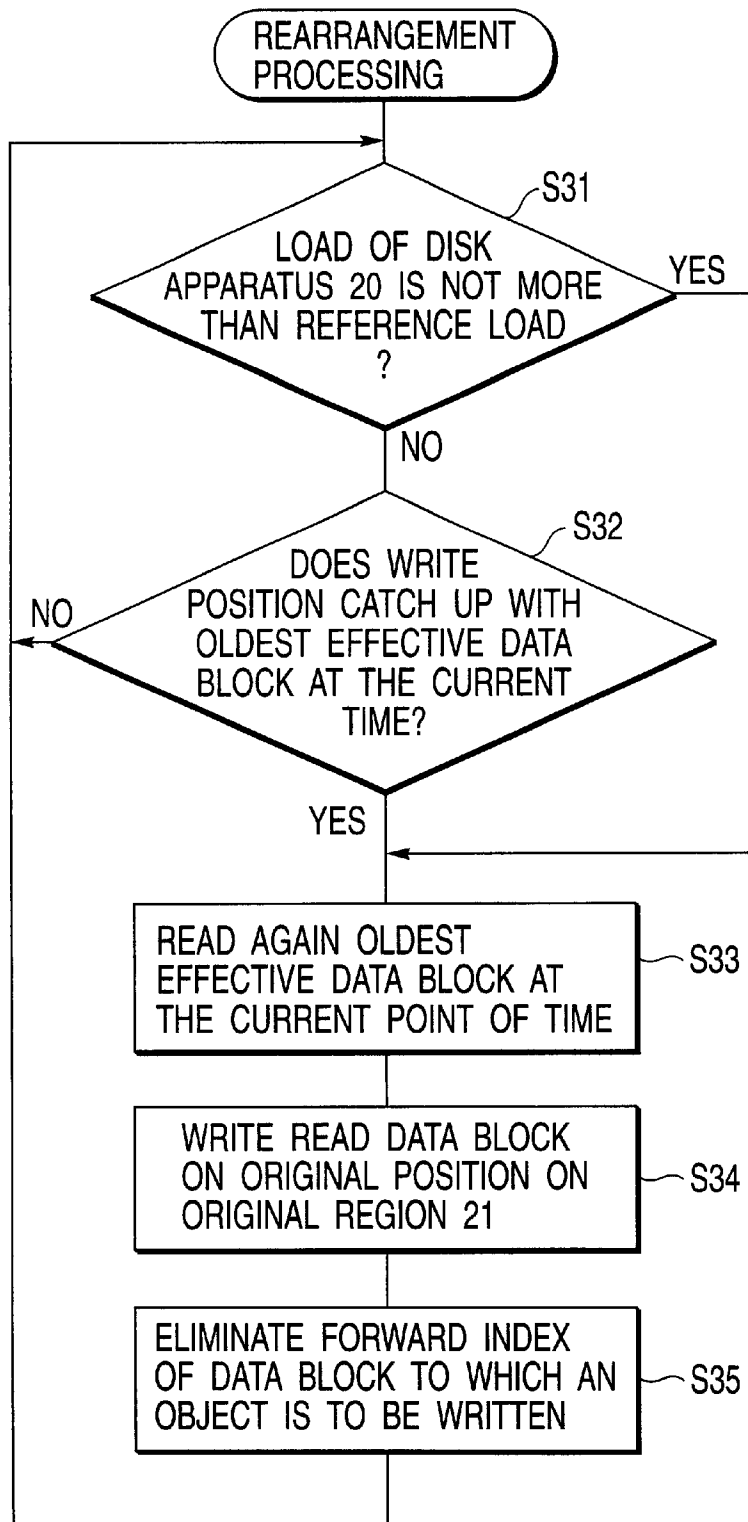 REARRANGEMENT
PROCESSING
S31
LOAD OF DISK
APPARATUS 20 IS NOT MORE
THAN REFERENCE LOAD
?
YES
NO
S32
DOES WRITE
POSITION CATCH UP WITH
OLDEST EFFECTIVE DATA
BLOCK AT THE CURRENT
TIME?
NO
YES
READ AGAIN OLDEST
EFFECTIVE DATA BLOCK AT
THE CURRENT POINT OF TIME
S33
WRITE READ DATA BLOCK
ON ORIGINAL POSITION ON
ORIGINAL REGION 21
S34
ELIMINATE FORWARD INDEX
OF DATA BLOCK TO WHICH AN
OBJECT IS TO BE WRITTEN
S35